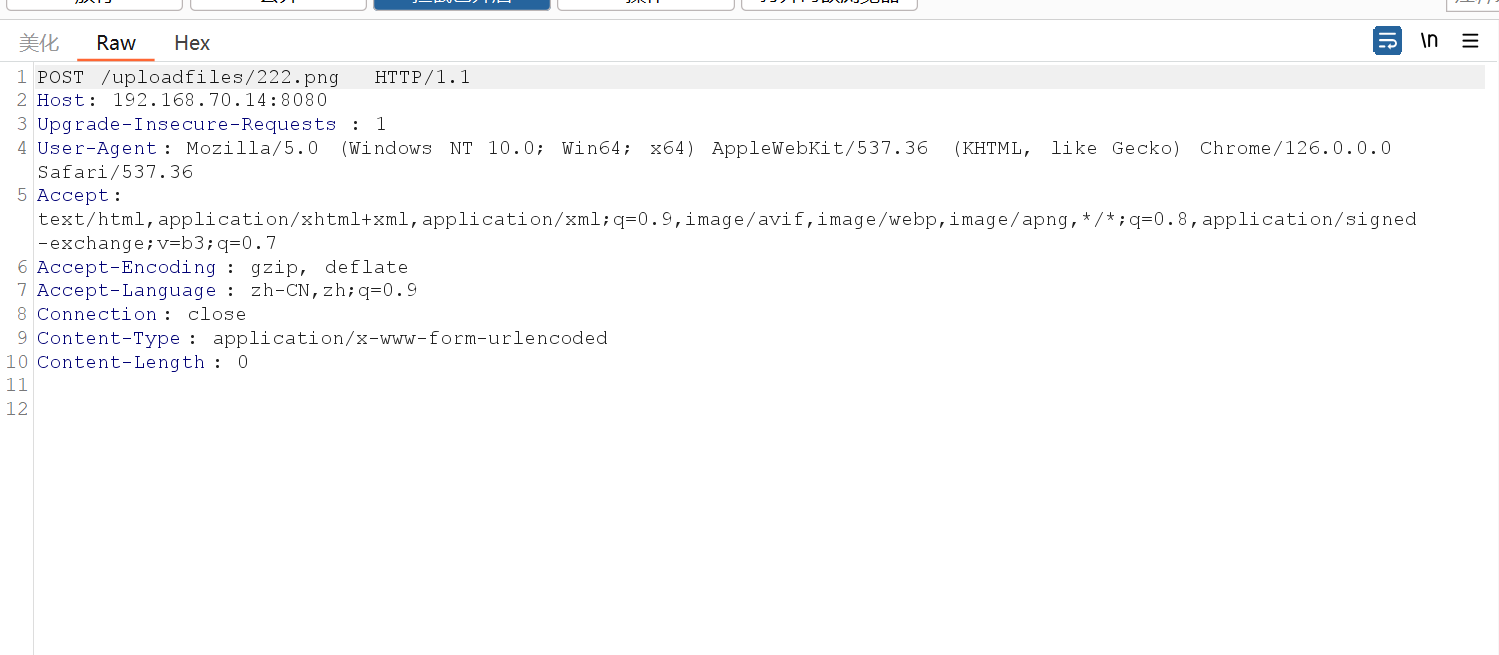 美化 Raw Hex \n
1 POST /uploadfiles/222.png HTTP/1.1
2 Host: 192.168.70.14:8080
3 Upgrade-Insecure-Requests : 1
4 User-Agent: Mozilla/5.0 (Windows NT 10.0; Win64; x64) AppleWebKit/537.36 (KHTML, like Gecko) Chrome/126.0.0.0
Safari/537.36
5 Accept:
text/html,application/xhtml+xml,application/xml;q=0.9,image/avif,image/webp,image/apng,*/*;q=0.8,application/signed
-exchange;v=b3;q=0.7
6 Accept-Encoding : gzip, deflate
7 Accept-Language : zh-CN,zh;q=0.9
8 Connection: close
9 Content-Type: application/x-www-form-urlencoded
10 Content-Length: 0
11
12